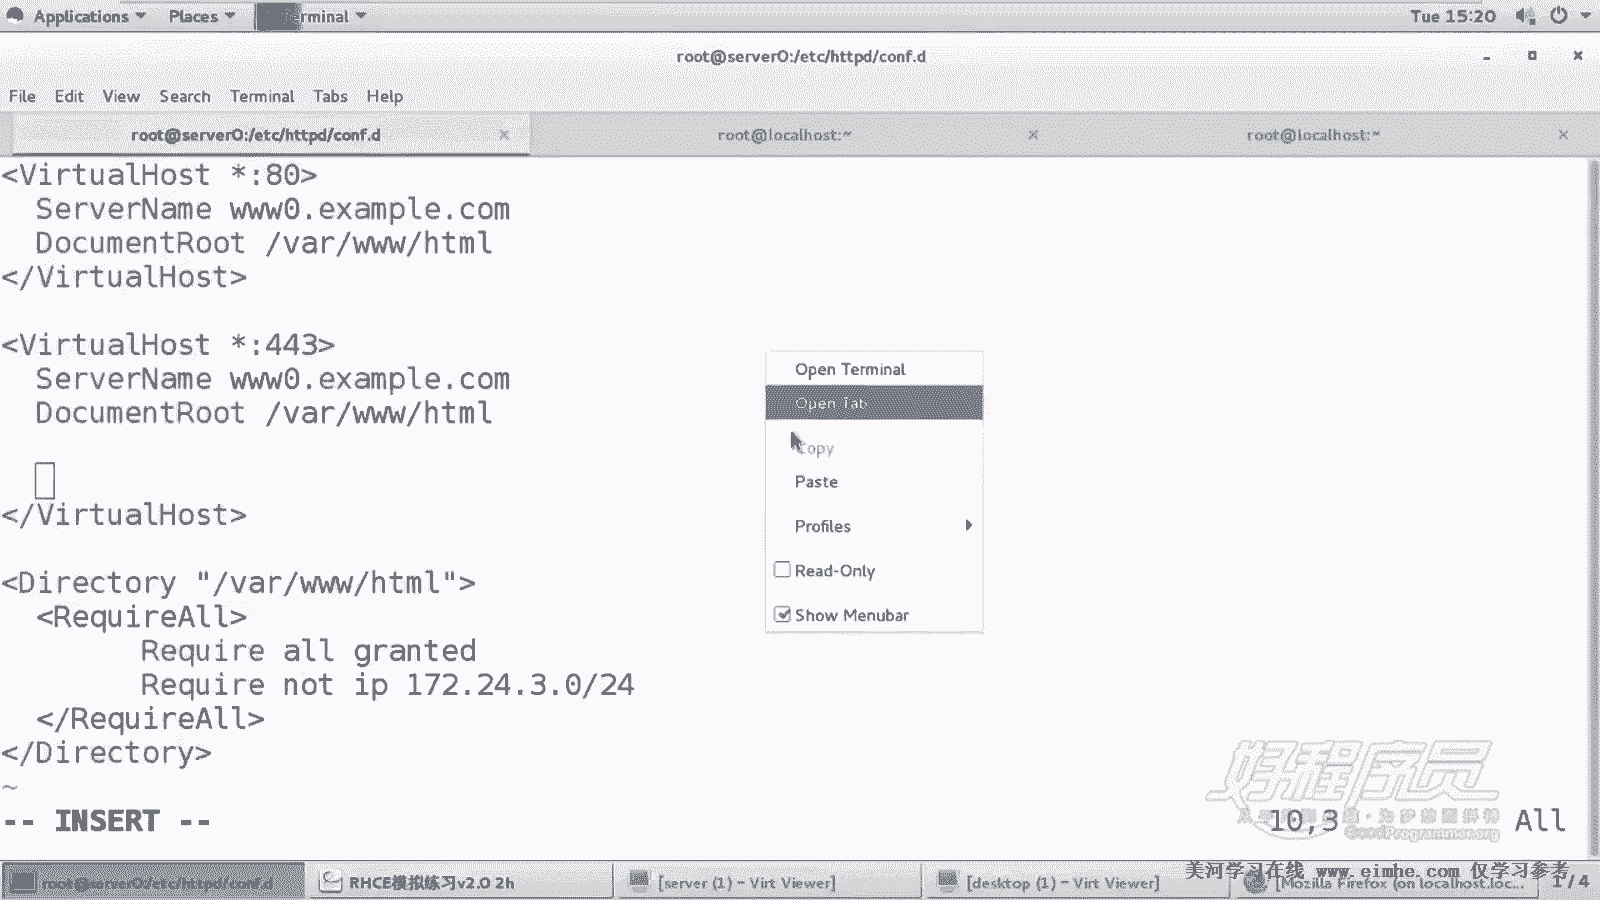 Applications Places Terminal Tue 15:20
root@server0:/etc/httpd/conf.d
File Edit View Search Terminal Tabs Help
root@server0:/etc/httpd/conf.d root@localhost:~ root@localhost:~
<VirtualHost *:80>
ServerName www0.example.com
DocumentRoot /var/www/html
</VirtualHost>
<VirtualHost *:443>
ServerName www0.example.com
DocumentRoot /var/www/html
</VirtualHost>
<Directory "/var/www/html">
<RequireAll>
Require all granted
Require not ip 172.24.3.0/24
</RequireAll>
</Directory>
~
-- INSERT -- 10,3 All
Open Terminal
Open Tab
Copy
Paste
Profiles
Read-Only
Show Menubar
好程序员
GoodProgrammer.org
美河学习在线 www.eimhe.com 仅学习参考
root@server0:/etc/httpd/conf.d RHCE模拟练习v2.0 2h [server (1) - Virt Viewer] [desktop (1) - Virt Viewer] [Mozilla Firefox (on localhost.loc... 1 / 4